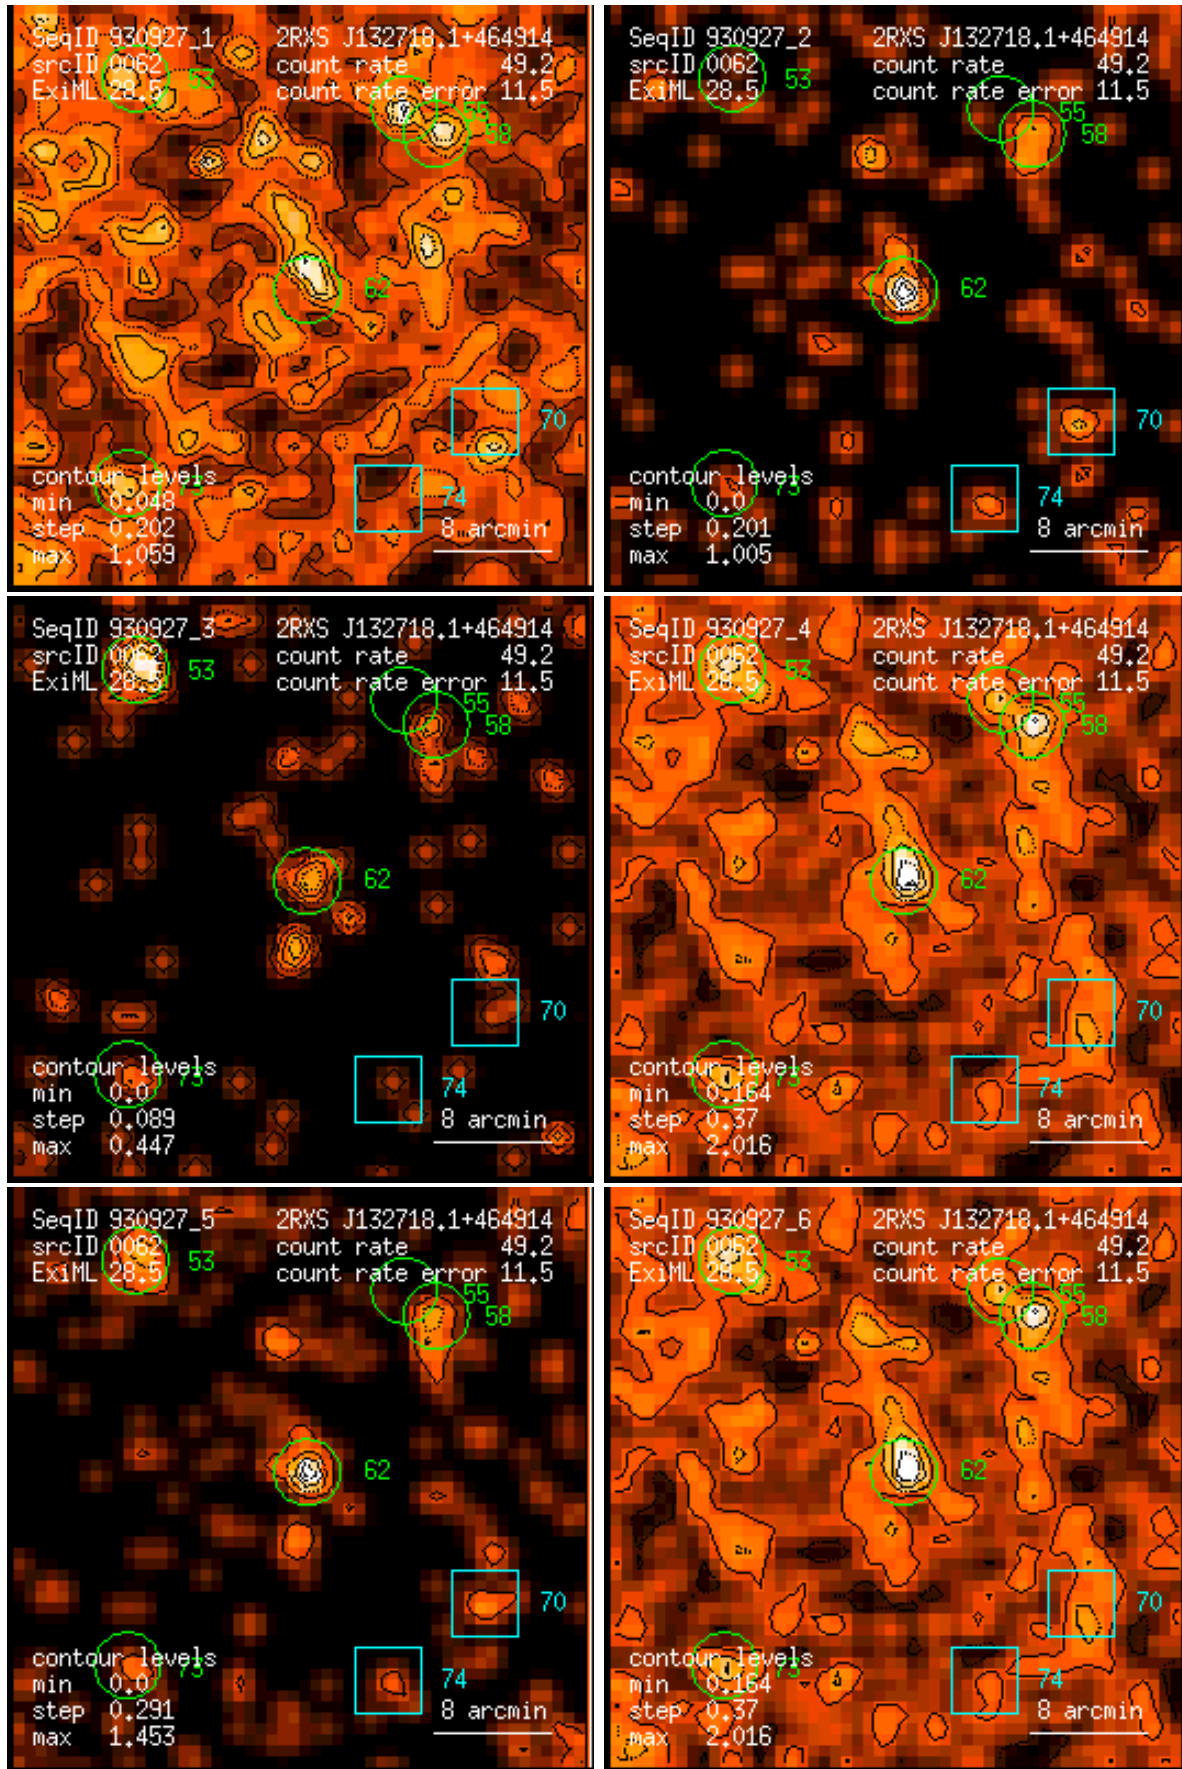 SeqID 930927_1 2RXS J132718.1+464914
srcID 0062 count rate 49.2
ExiML 28.5 count rate error 11.5
53
55
58
62
70
contour levels
73
min 0.048
74
step 0.202
8 arcmin
max 1.059
SeqID 930927_2 2RXS J132718.1+464914
srcID 0062 count rate 49.2
ExiML 28.5 count rate error 11.5
53
55
58
62
70
contour levels
73
min 0.0
74
step 0.201
8 arcmin
max 1.005
SeqID 930927_3 2RXS J132718.1+464914
srcID 0062 count rate 49.2
ExiML 28.5 count rate error 11.5
53
55
58
62
70
contour levels
73
min 0.0
74
step 0.089
8 arcmin
max 0.447
SeqID 930927_4 2RXS J132718.1+464914
srcID 0062 count rate 49.2
ExiML 28.5 count rate error 11.5
53
55
58
62
70
contour levels
73
min 0.164
74
step 0.37
8 arcmin
max 2.016
SeqID 930927_5 2RXS J132718.1+464914
srcID 0062 count rate 49.2
ExiML 28.5 count rate error 11.5
53
55
58
62
70
contour levels
73
min 0.0
74
step 0.291
8 arcmin
max 1.453
SeqID 930927_6 2RXS J132718.1+464914
srcID 0062 count rate 49.2
ExiML 28.5 count rate error 11.5
53
55
58
62
70
contour levels
73
min 0.164
74
step 0.37
8 arcmin
max 2.016